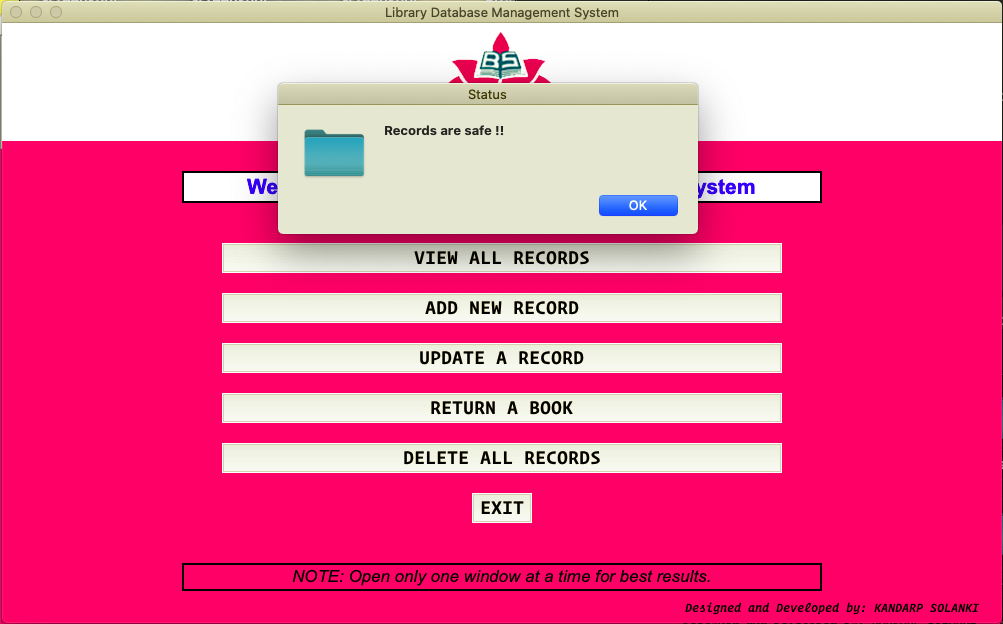 Library Database Management System
BS
Status
Records are safe !!
OK
We ystem
VIEW ALL RECORDS
ADD NEW RECORD
UPDATE A RECORD
RETURN A BOOK
DELETE ALL RECORDS
EXIT
NOTE: Open only one window at a time for best results.
Designed and Developed by: KANDARP SOLANKI